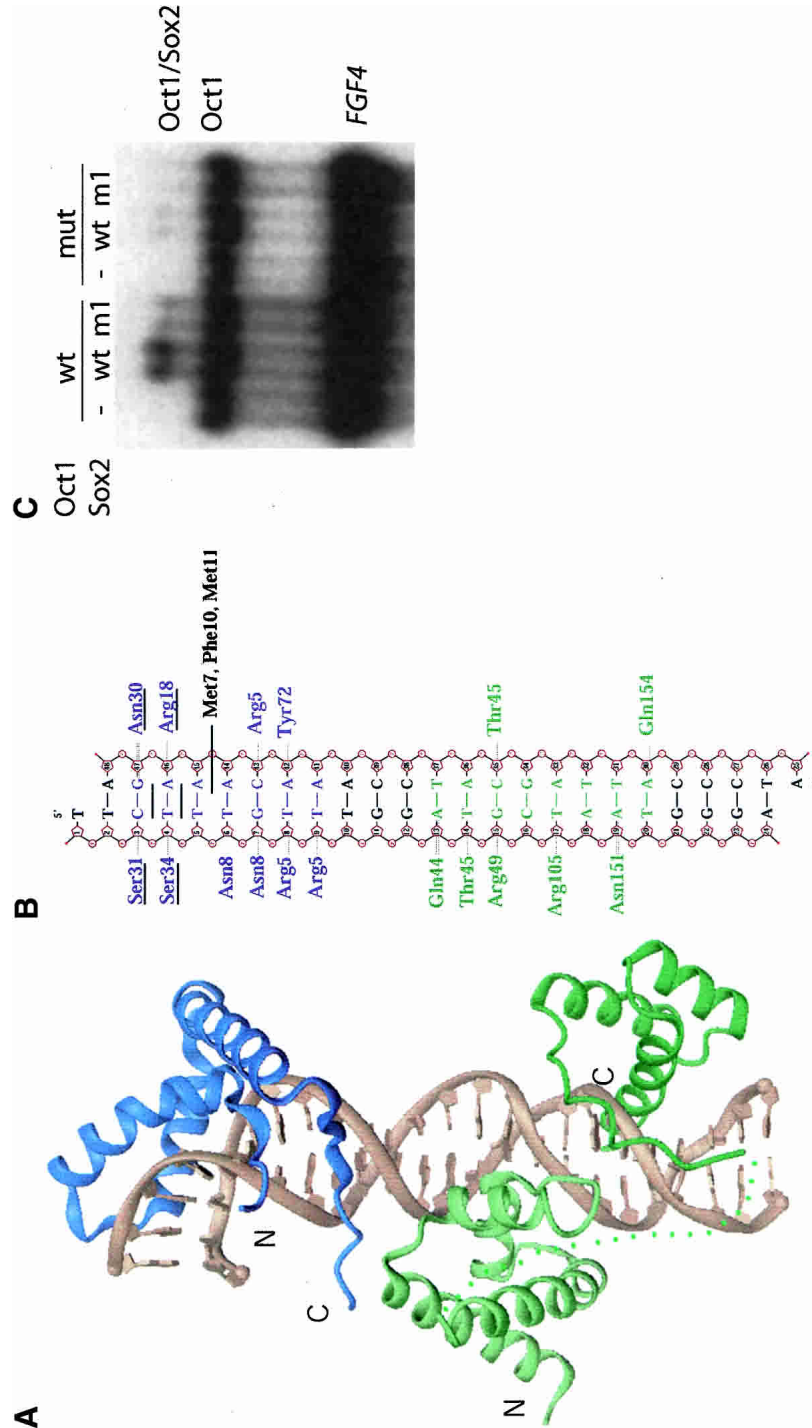 A
N
C
N
C
B
5'
T
T–A
Ser31 C–G Asn30
Ser34 T–A Arg18
T–A
Met7, Phe10, Met11
Asn8 T–A
Asn8 G–C Arg5
Arg5 T–A Tyr72
Arg5 T–A
T–A
G–C
G–C
Gln44 A–T
Thr45 T–A
Arg49 G–C Thr45
C–G
Arg105 T–A
A–T
Asn151 A–T
T–A Gln154
G–C
G–C
G–C
A–T
A
C
Oct1 wt mut
Sox2 - wt m1 - wt m1
Oct1/Sox2
Oct1
FGF4